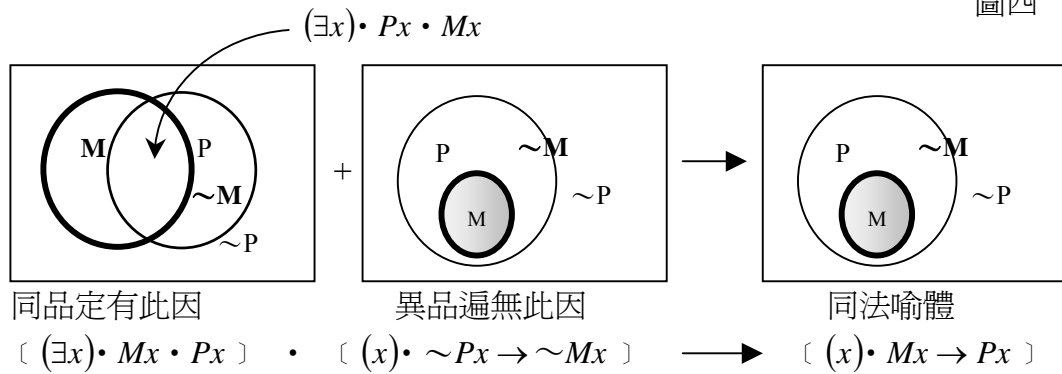 圖四
(∃x)• Px • Mx
M P ~M ~P
+
P ~M ~P M
P ~M ~P M
同品定有此因 異品遍無此因 同法喻體
〔 (∃x)• Mx • Px 〕 • 〔 (x)• ~Px → ~Mx 〕 〔 (x)• Mx → Px 〕